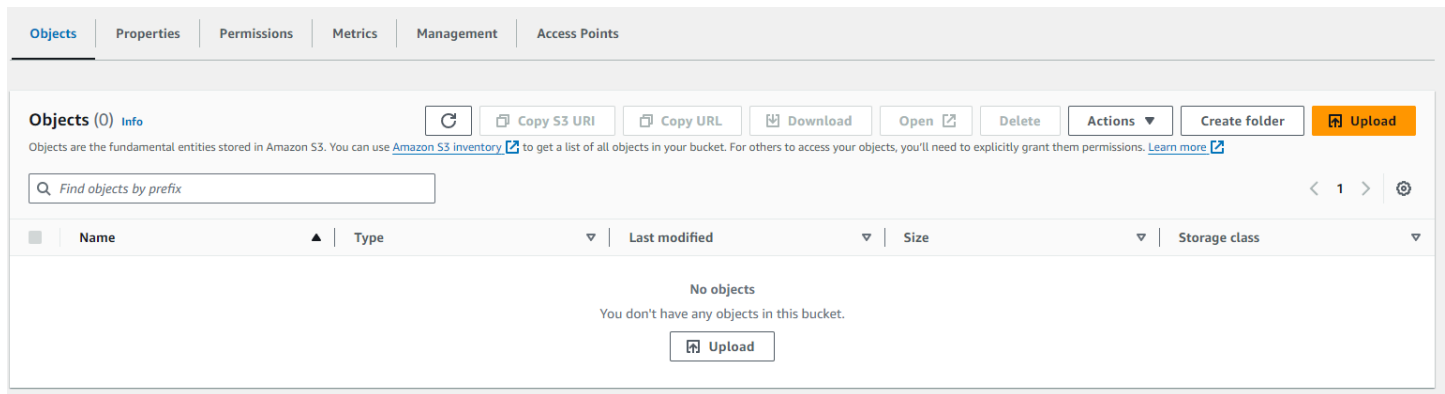 Objects Properties Permissions Metrics Management Access Points
Objects (0) Info Copy S3 URI Copy URL Download Open Delete Actions Create folder Upload
Objects are the fundamental entities stored in Amazon S3. You can use Amazon S3 inventory to get a list of all objects in your bucket. For others to access your objects, you'll need to explicitly grant them permissions. Learn more
Find objects by prefix 1
Name Type Last modified Size Storage class
No objects
You don't have any objects in this bucket.
Upload